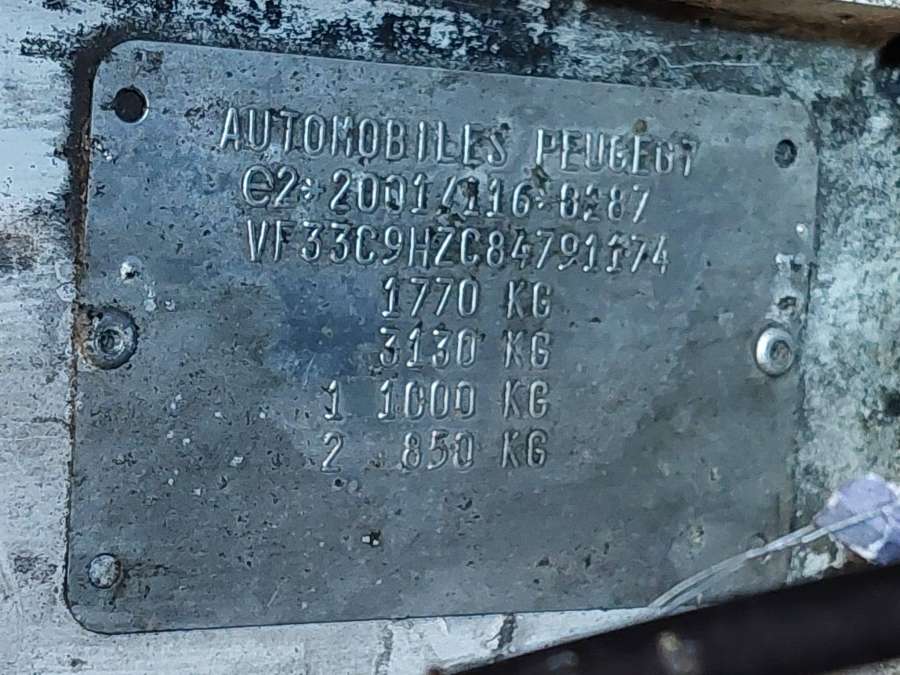 AUTOMOBILES PEUGEOT
e2*2001/116*0287
VF33C9HZC84791174
1770 KG
3130 KG
1 1000 KG
2 850 KG